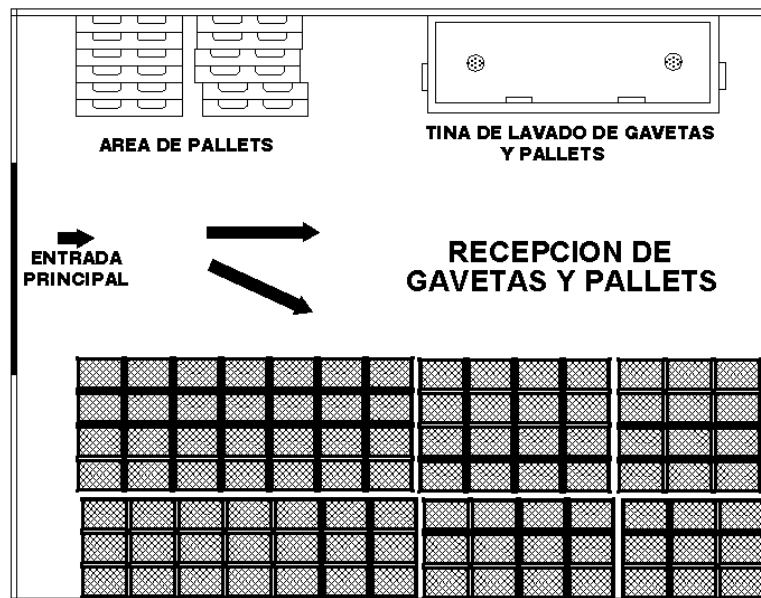 AREA DE PALLETS
TINA DE LAVADO DE GAVETAS
Y PALLETS
ENTRADA
PRINCIPAL
RECEPCION DE
GAVETAS Y PALLETS